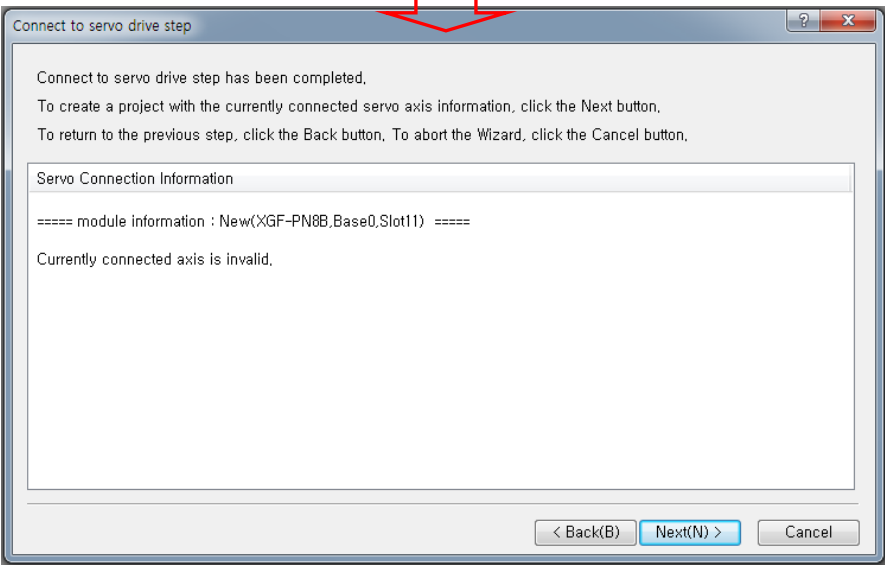 Connect to servo drive step
Connect to servo drive step has been completed,
To create a project with the currently connected servo axis information, click the Next button,
To return to the previous step, click the Back button, To abort the Wizard, click the Cancel button,
Servo Connection Information
===== module information : New(XGF-PN8B,Base0,Slot11) =====
Currently connected axis is invalid,
< Back(B) Next(N) > Cancel